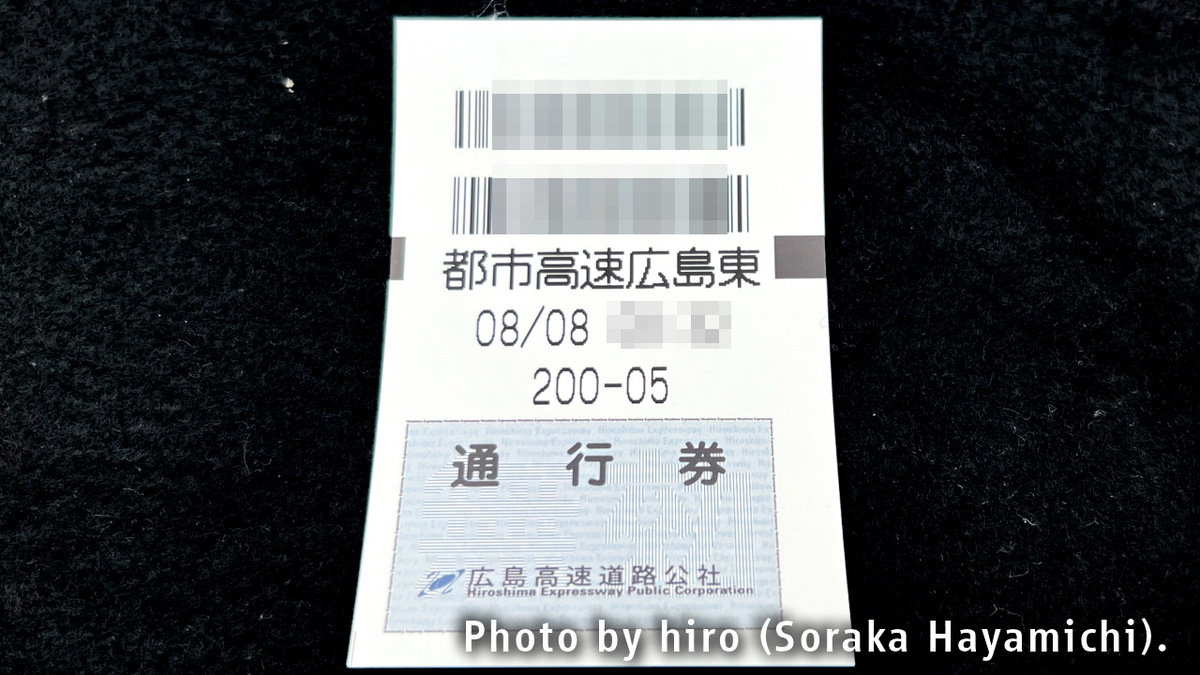 都市高速広島東
08/08
200-05
通行券
広島高速道路公社
Hiroshima Expressway Public Corporation
Photo by hiro (Soraka Hayamichi).